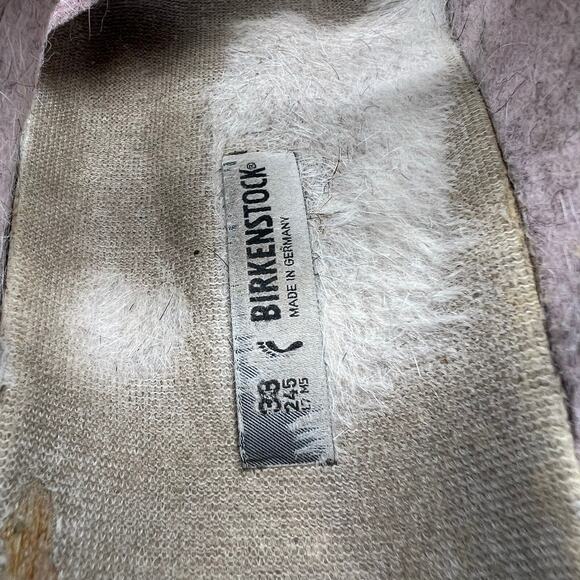 BIRKENSTOCK®
MADE IN GERMANY
38
245
L7 M5